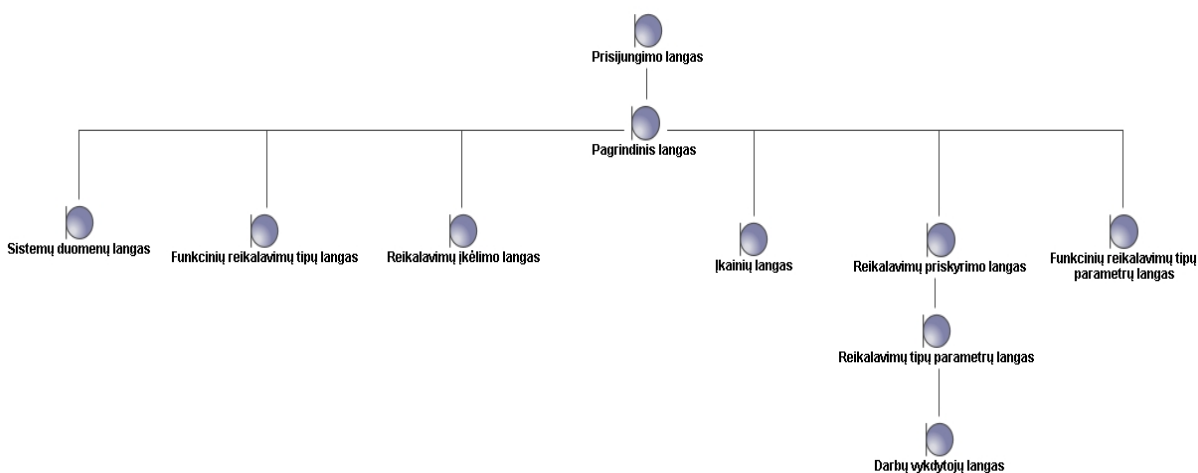 Prisijungimo langas
Pagrindinis langas
Sistemų duomenų langas
Funkcinių reikalavimų tipų langas
Reikalavimų įkėlimo langas
Įkainių langas
Reikalavimų priskyrimo langas
Funkcinių reikalavimų tipų
parametrų langas
Reikalavimų tipų parametrų langas
Darbų vykdytojų langas